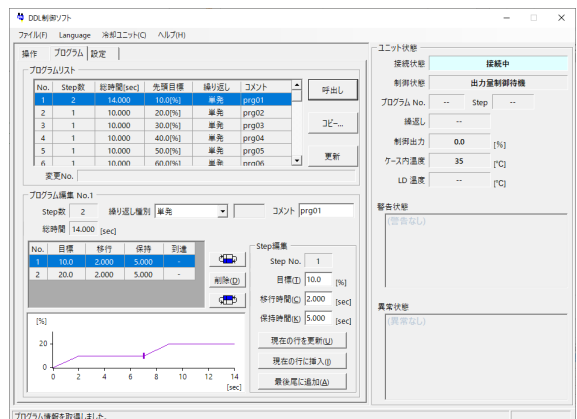 DDL制御ソフト
ファイル(F) Language 冷却ユニット(C) ヘルプ(H)
操作 プログラム 設定
プログラムリスト
No. Step数 総時間(sec) 先頭目標 繰り返し コメント
1 2 14.000 10.0[%] 単発 prg01
2 1 10.000 20.0[%] 単発 prg02
3 1 10.000 30.0[%] 単発 prg03
4 1 10.000 40.0[%] 単発 prg04
5 1 10.000 50.0[%] 単発 prg05
6 1 10.000 60.0[%] 単発 prg06
呼出し
コピー...
更新
変更No.
プログラム編集 No.1
Step数 2 繰り返し種別 単発 コメント prg01
総時間 14.000 [sec]
No. 目標 移行 保持 到達
1 10.0 2.000 5.000 -
2 20.0 2.000 5.000 -
削除(D)
Step編集
Step No. 1
目標(T) 10.0 [%]
移行時間(C) 2.000 [sec]
保持時間(K) 5.000 [sec]
現在の行を更新(U)
現在の行に挿入(I)
最後尾に追加(A)
[%]
20
0
0 2 4 6 8 10 12 14
[sec]
ユニット状態
接続状態 接続中
制御状態 出力量制御待機
プログラム No. -- Step --
繰返し --
制御出力 0.0 [%]
ケース内温度 35 [°C]
LD 温度 -- [°C]
警告状態
(警告なし)
異常状態
(異常なし)
プログラム情報を取得しました。